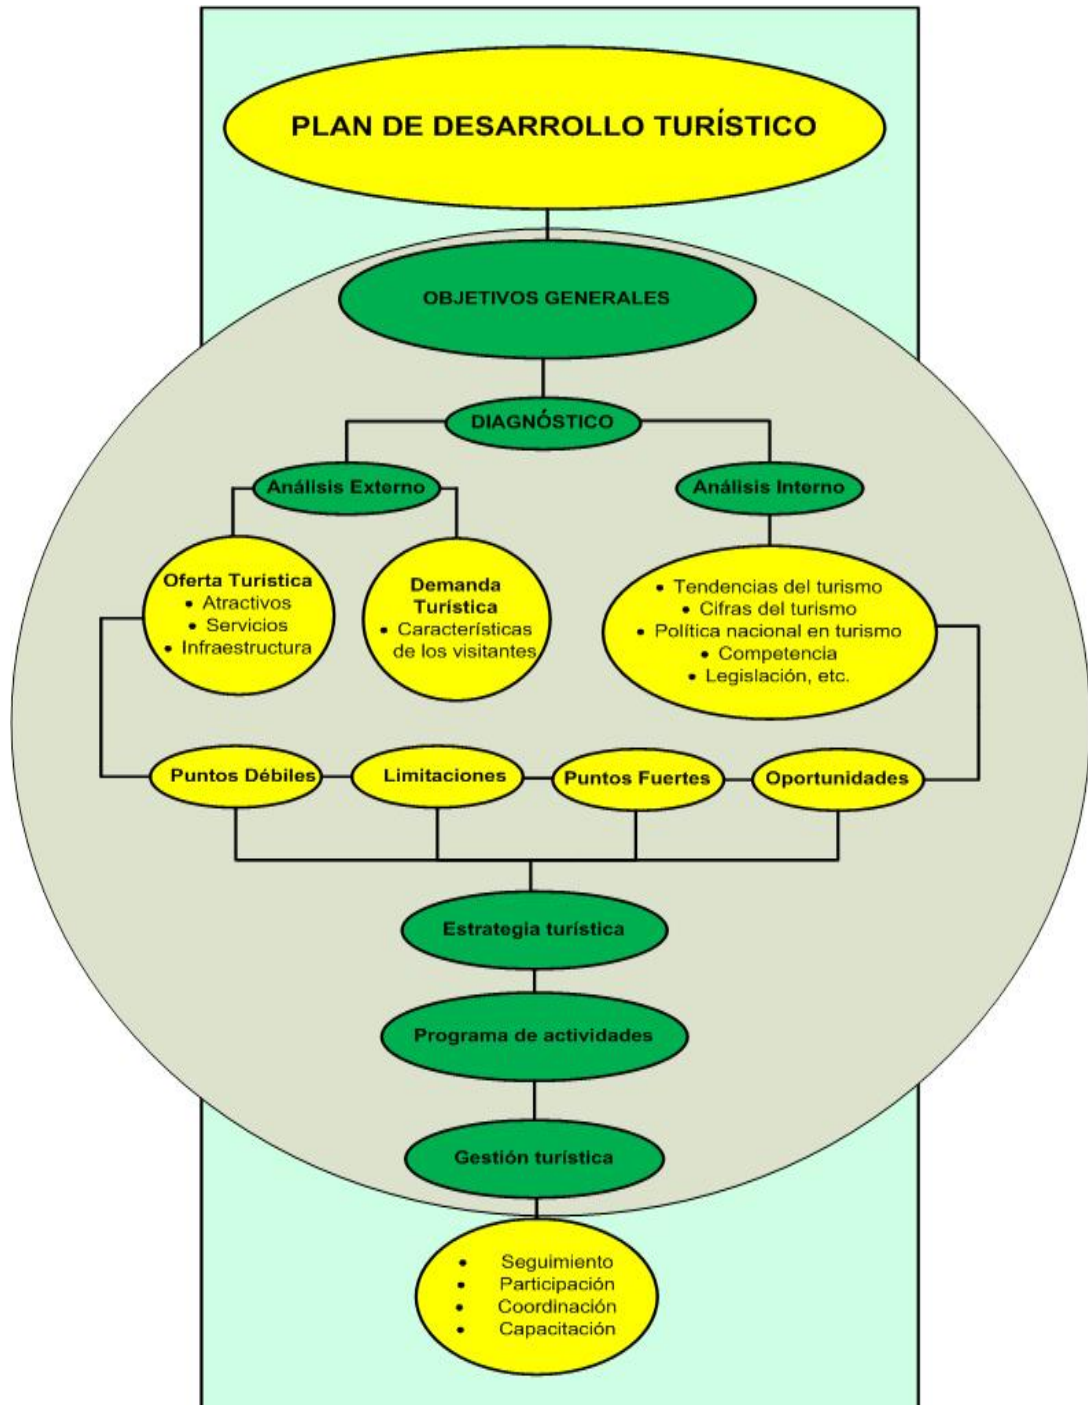 PLAN DE DESARROLLO TURÍSTICO
OBJETIVOS GENERALES
DIAGNÓSTICO
Análisis Externo
Análisis Interno
Oferta Turística
• Atractivos
• Servicios
• Infraestructura
Demanda
Turística
• Características
de los visitantes
• Tendencias del turismo
• Cifras del turismo
• Política nacional en turismo
• Competencia
• Legislación, etc.
Puntos Débiles
Limitaciones
Puntos Fuertes
Oportunidades
Estrategia turística
Programa de actividades
Gestión turística
• Seguimiento
• Participación
• Coordinación
• Capacitación